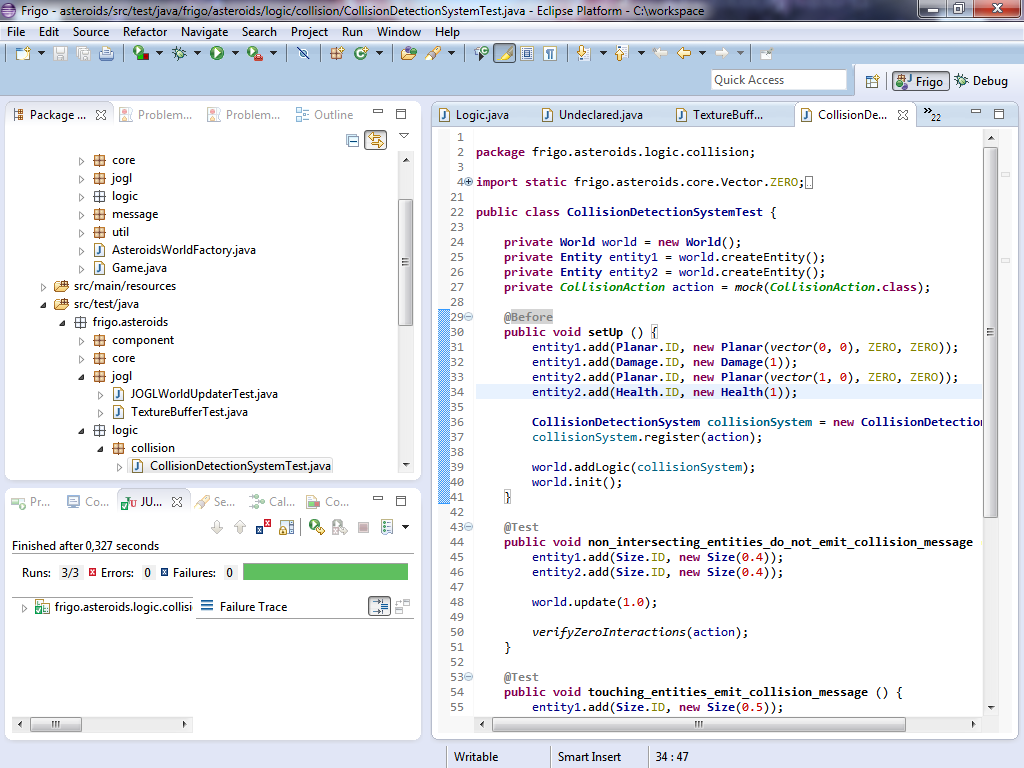 Frigo - asteroids/src/test/java/frigo/asteroids/logic/collision/CollisionDetectionSystemTest.java - Eclipse Platform - C:\workspace
File Edit Source Refactor Navigate Search Project Run Window Help
Quick Access
Frigo
Debug
Package ...
Problem...
Problem...
Outline
core
jogl
logic
message
util
AsteroidsWorldFactory.java
Game.java
src/main/resources
src/test/java
frigo.asteroids
component
core
jogl
JOGLWorldUpdaterTest.java
TextureBufferTest.java
logic
collision
CollisionDetectionSystemTest.java
Pr...
Co...
JU...
Se...
Cal...
Co...
Finished after 0,327 seconds
Runs: 3/3 Errors: 0 Failures: 0
frigo.asteroids.logic.collisi
Failure Trace
Logic.java
Undeclared.java
TextureBuff...
CollisionDe...
»22
1
2 package frigo.asteroids.logic.collision;
3
4 import static frigo.asteroids.core.Vector.ZERO;
21
22 public class CollisionDetectionSystemTest {
23
24 private World world = new World();
25 private Entity entity1 = world.createEntity();
26 private Entity entity2 = world.createEntity();
27 private CollisionAction action = mock(CollisionAction.class);
28
29 @Before
30 public void setUp () {
31 entity1.add(Planar.ID, new Planar(vector(0, 0), ZERO, ZERO));
32 entity1.add(Damage.ID, new Damage(1));
33 entity2.add(Planar.ID, new Planar(vector(1, 0), ZERO, ZERO));
34 entity2.add(Health.ID, new Health(1));
35
36 CollisionDetectionSystem collisionSystem = new CollisionDetection
37 collisionSystem.register(action);
38
39 world.addLogic(collisionSystem);
40 world.init();
41 }
42
43 @Test
44 public void non_intersecting_entities_do_not_emit_collision_message
45 entity1.add(Size.ID, new Size(0.4));
46 entity2.add(Size.ID, new Size(0.4));
47
48 world.update(1.0);
49
50 verifyZeroInteractions(action);
51 }
52
53 @Test
54 public void touching_entities_emit_collision_message () {
55 entity1.add(Size.ID, new Size(0.5));
Writable
Smart Insert
34 : 47